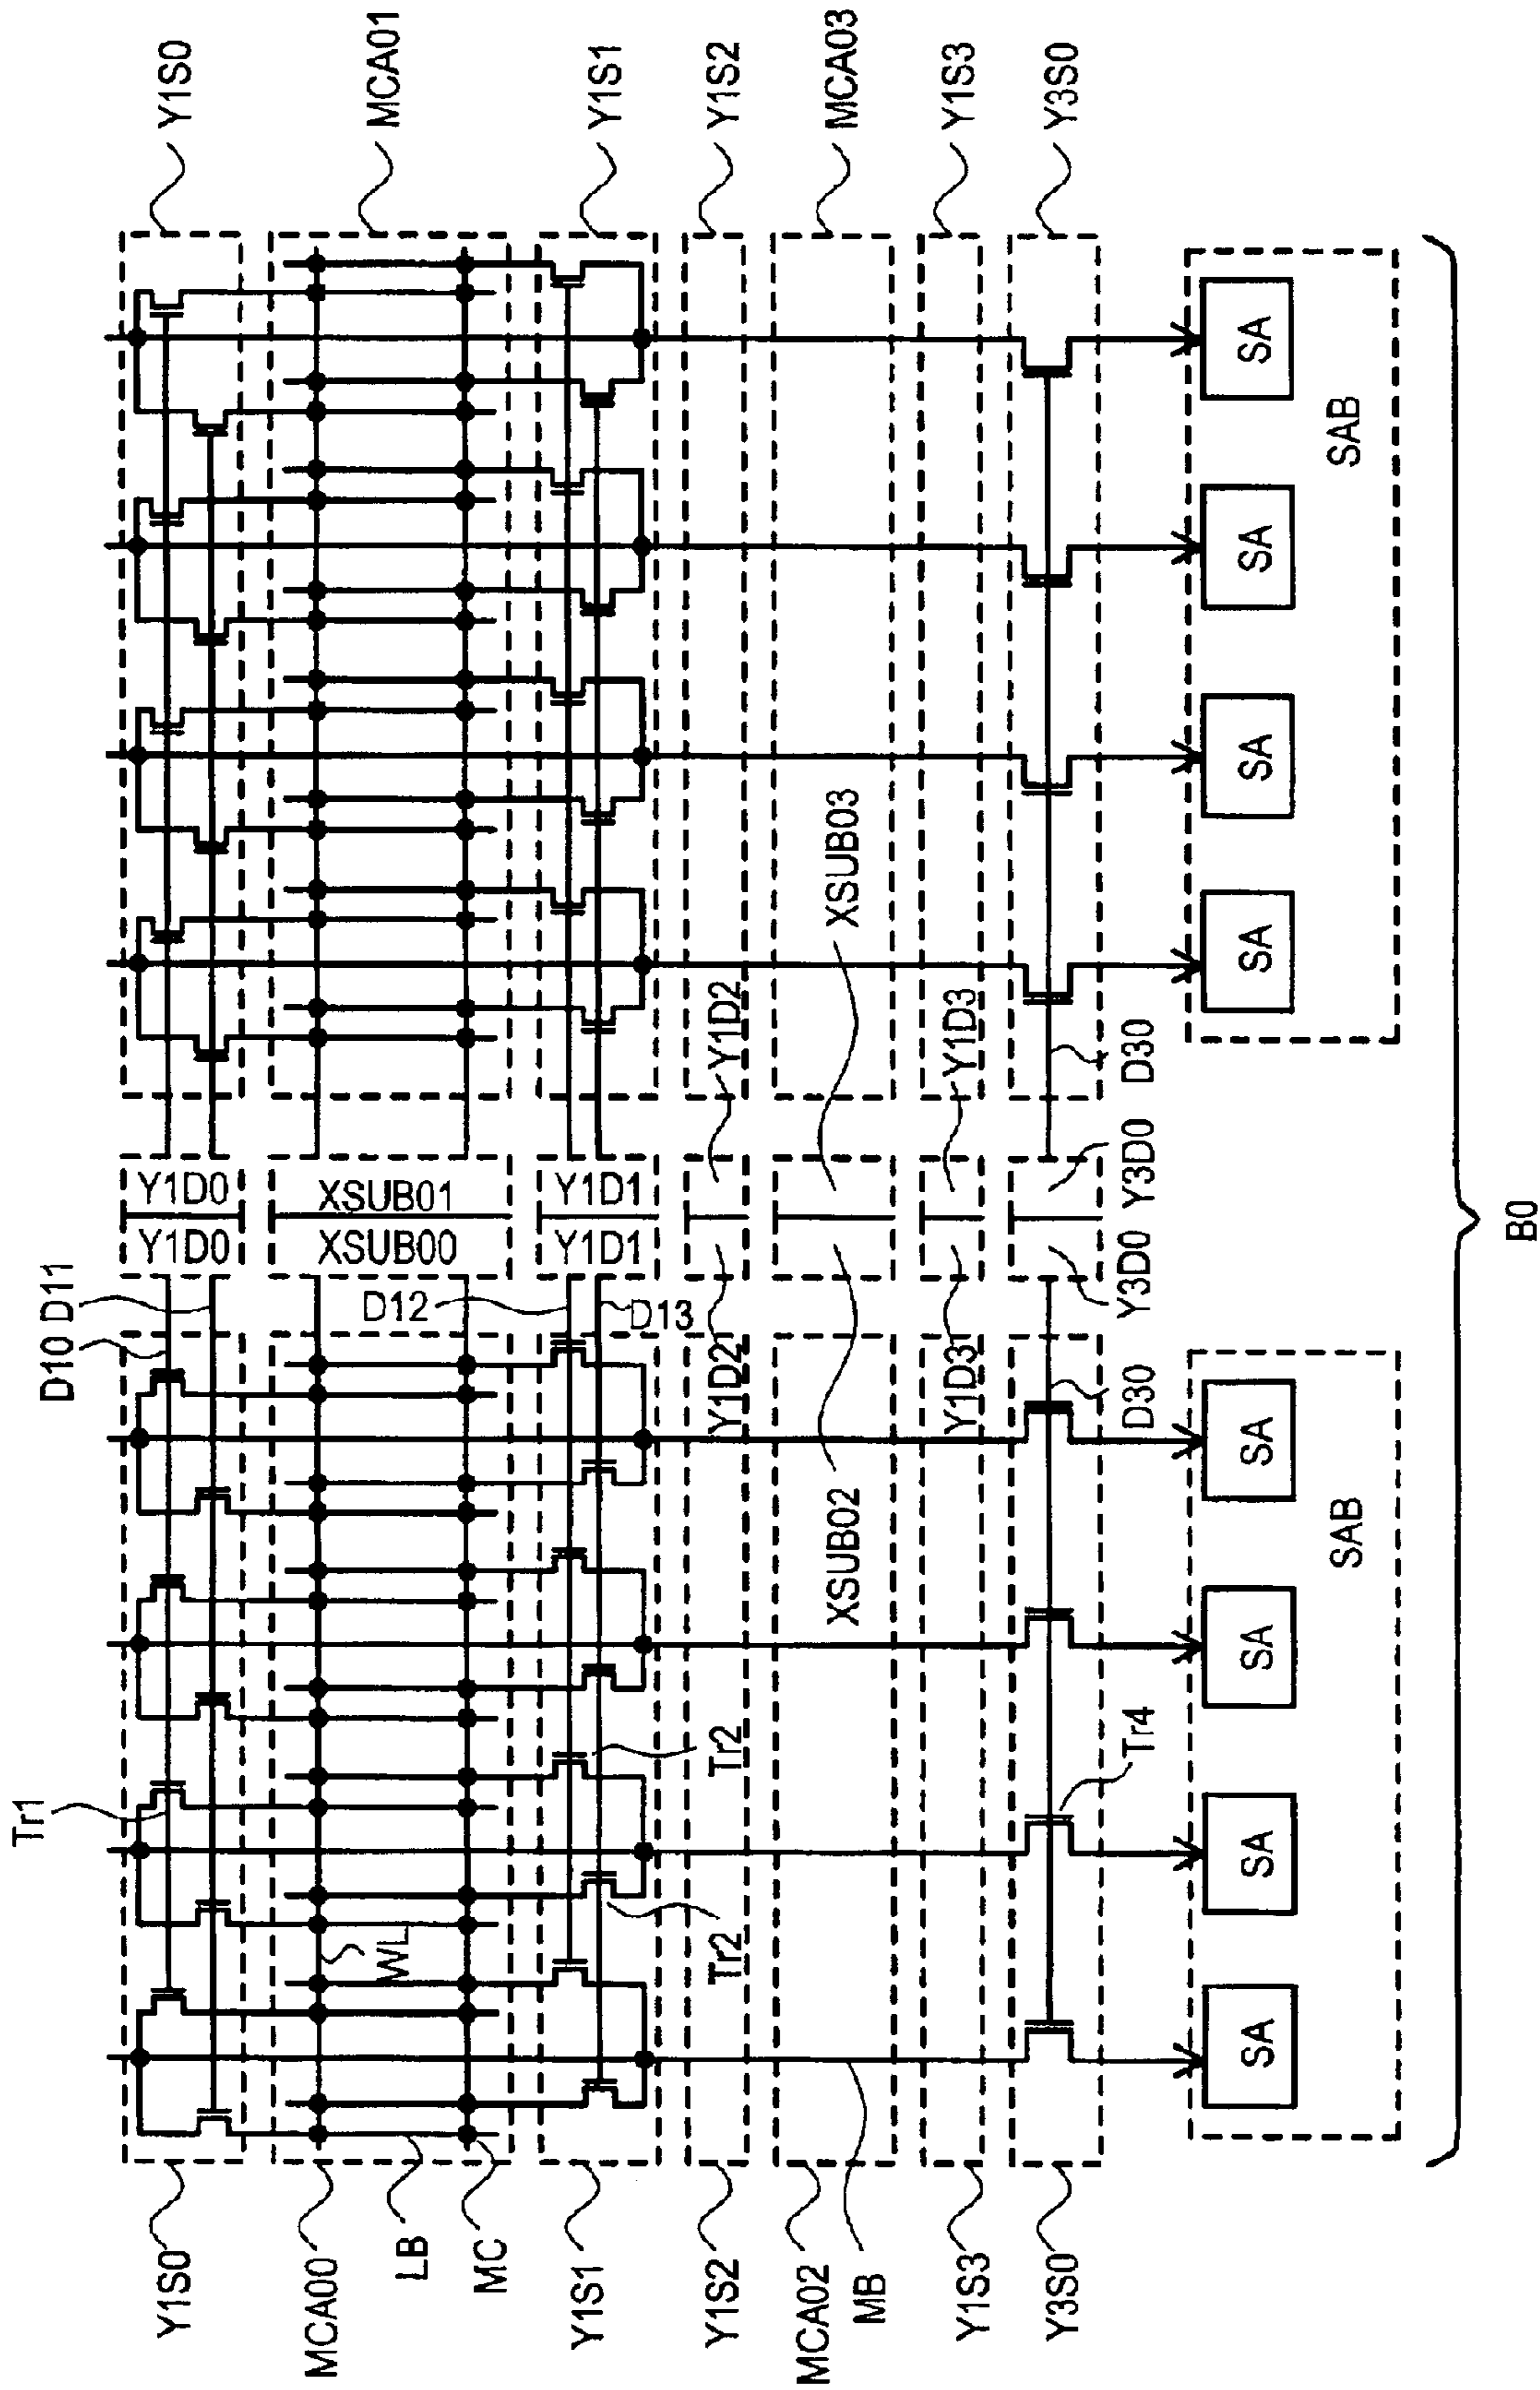 Tr1
D10 D11
Y1S0
Y1D0
Y1D0
Y1S0
MCA00
WL
XSUB00
XSUB01
MCA01
LB
MC
D12
D13
Y1S1
Tr2
Tr2
Y1D1
Y1D1
Y1S1
Y1S2
Y1D2
Y1D2
Y1S2
MCA02
MB
XSUB02
XSUB03
MCA03
Y1S3
Y1D3
Y1D3
Y1S3
Y3S0
Tr4
D30
Y3D0
Y3D0
D30
Y3S0
SA
SA
SA
SA
SA
SA
SA
SA
SAB
SAB
B0